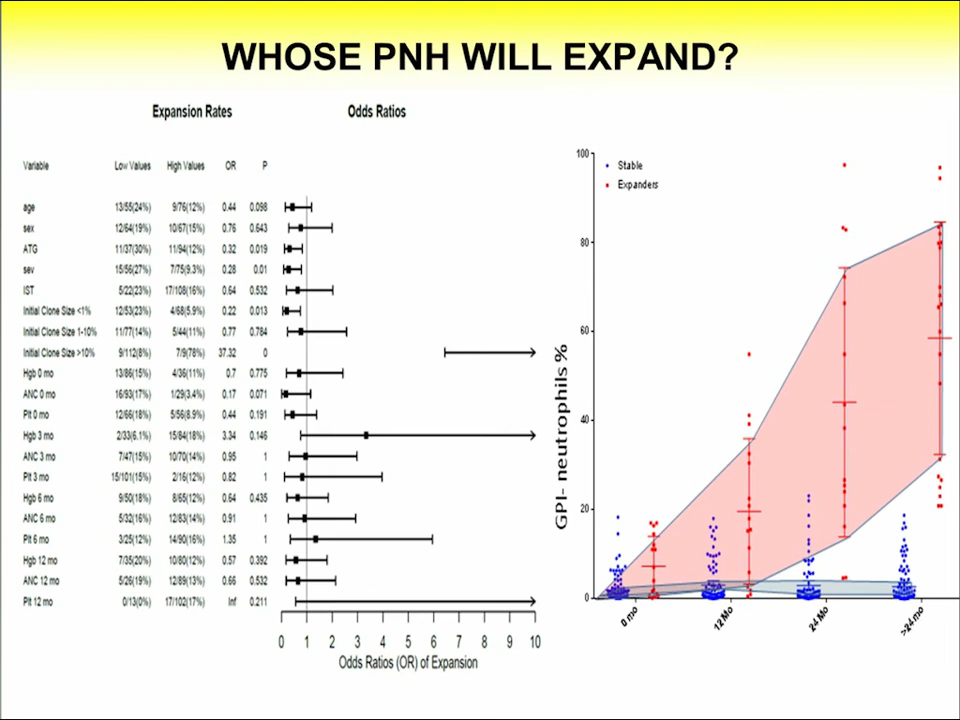 WHOSE PNH WILL EXPAND?
Expansion Rates Odds Ratios
Variable Low Values High Values OR P
age 13/55(24%) 9/76(12%) 0.44 0.098
sex 12/64(19%) 10/67(15%) 0.76 0.643
ATG 11/37(30%) 11/94(12%) 0.32 0.019
sev 15/56(27%) 7/75(9.3%) 0.28 0.01
IST 5/22(23%) 17/108(16%) 0.64 0.532
Initial Clone Size <1% 12/53(23%) 4/68(5.9%) 0.22 0.013
Initial Clone Size 1-10% 11/77(14%) 5/44(11%) 0.77 0.784
Initial Clone Size >10% 9/112(8%) 7/9(78%) 37.32 0
Hgb 0 mo 13/86(15%) 4/36(11%) 0.7 0.775
ANC 0 mo 16/93(17%) 1/29(3.4%) 0.17 0.071
Plt 0 mo 12/66(18%) 5/56(8.9%) 0.44 0.191
Hgb 3 mo 2/33(6.1%) 15/84(18%) 3.34 0.146
ANC 3 mo 7/47(15%) 10/70(14%) 0.95 1
Plt 3 mo 15/101(15%) 2/16(12%) 0.82 1
Hgb 6 mo 9/50(18%) 8/65(12%) 0.64 0.435
ANC 6 mo 5/32(16%) 12/83(14%) 0.91 1
Plt 6 mo 3/25(12%) 14/90(16%) 1.35 1
Hgb 12 mo 7/35(20%) 10/80(12%) 0.57 0.392
ANC 12 mo 5/26(19%) 12/89(13%) 0.66 0.532
Plt 12 mo 0/13(0%) 17/102(17%) Inf 0.211
0 1 2 3 4 5 6 7 8 9 10
Odds Ratios (OR) of Expansion
Stable
Expanders
GPI- neutrophils %
100
80
60
40
20
0
0 mo 12 Mo 24 Mo >24 mo